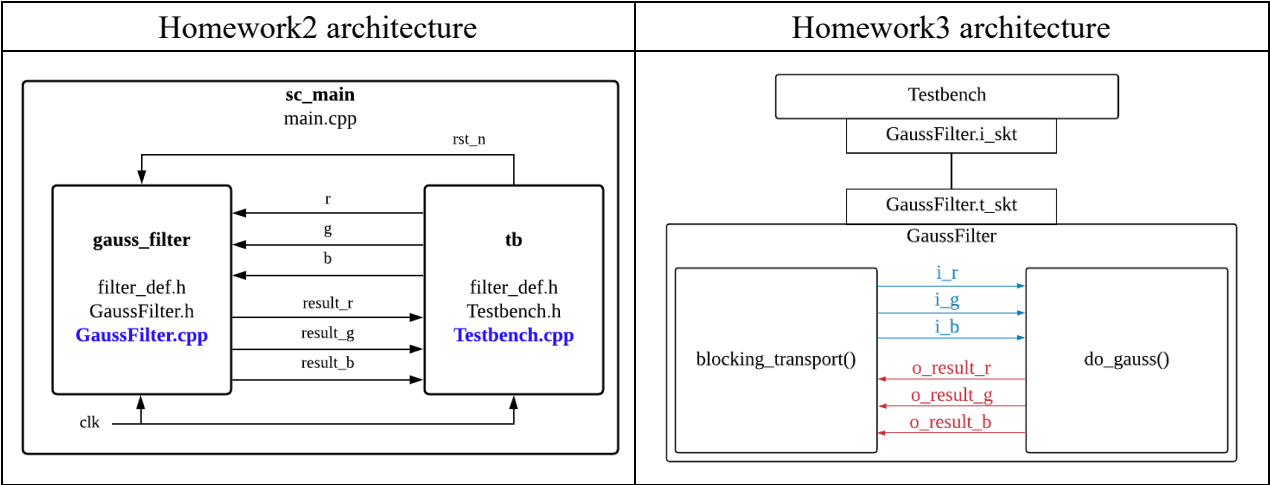 Homework2 architecture
Homework3 architecture
sc_main
main.cpp
rst_n
gauss_filter
filter_def.h
GaussFilter.h
GaussFilter.cpp
r
g
b
result_r
result_g
result_b
tb
filter_def.h
Testbench.h
Testbench.cpp
clk
Testbench
GaussFilter.i_skt
GaussFilter.t_skt
GaussFilter
blocking_transport()
i_r
i_g
i_b
o_result_r
o_result_g
o_result_b
do_gauss()